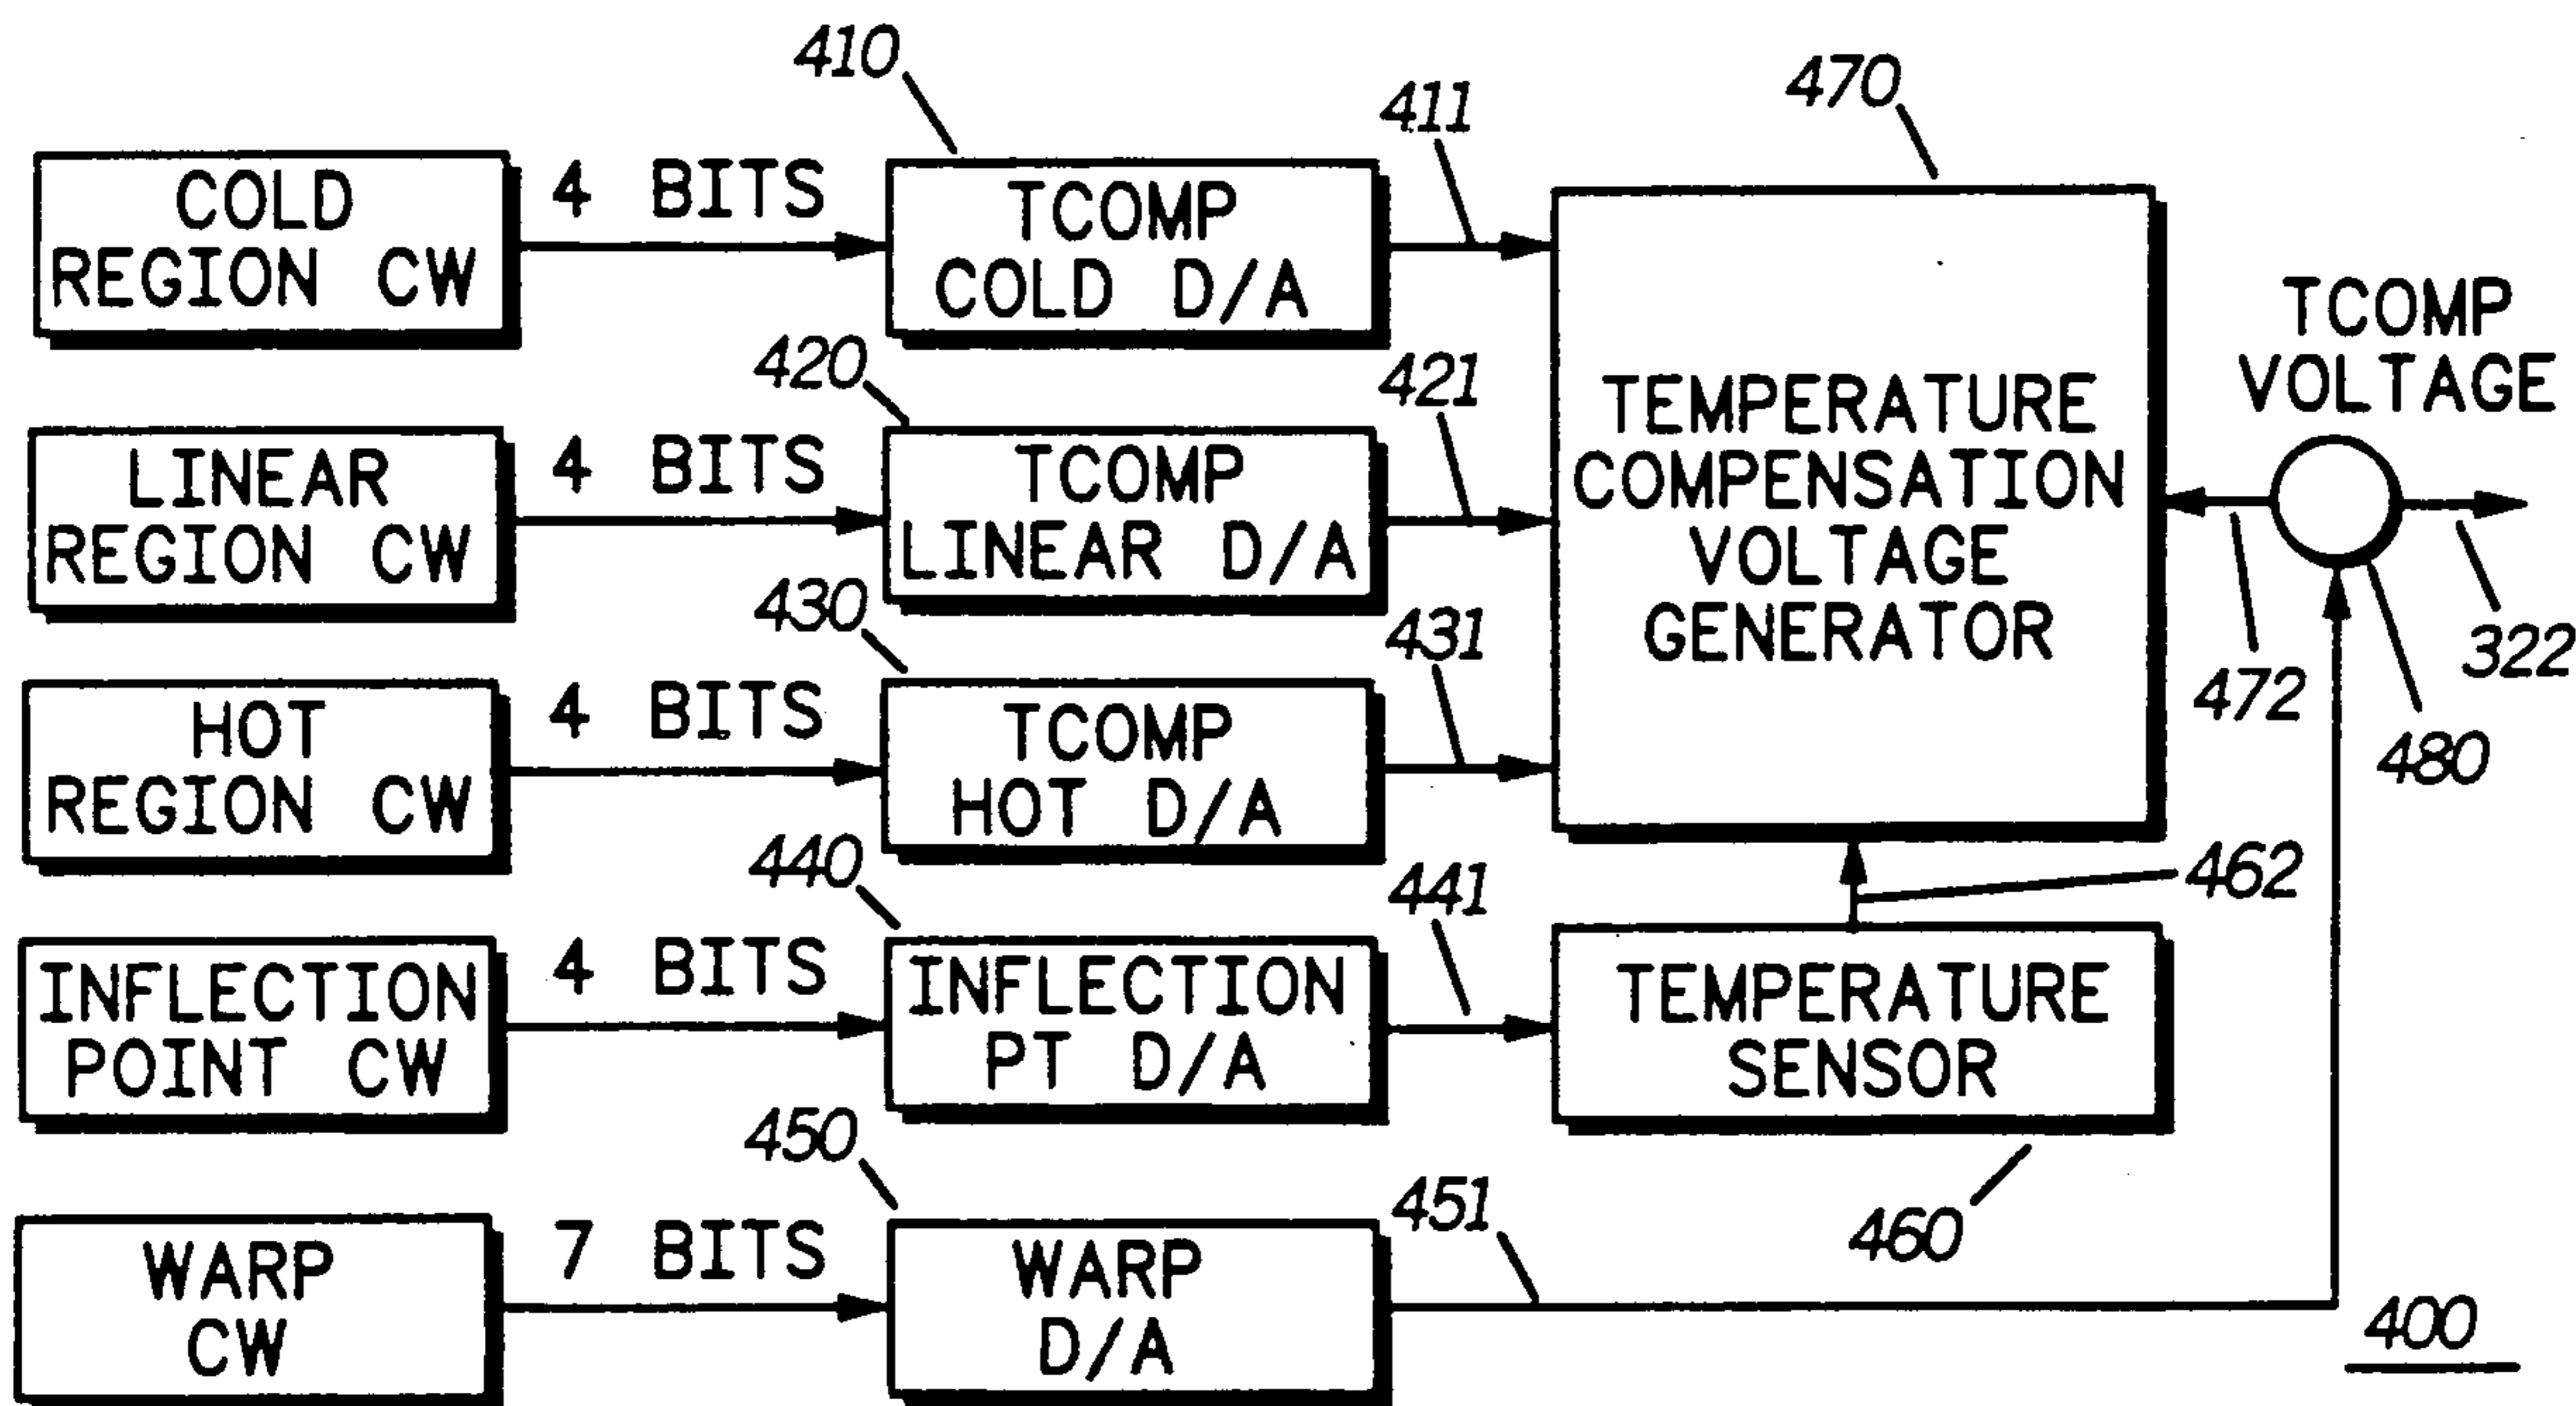 410
411
470
COLD
REGION CW
4 BITS
TCOMP
COLD D/A
TCOMP
VOLTAGE
420
421
LINEAR
REGION CW
4 BITS
TCOMP
LINEAR D/A
TEMPERATURE
COMPENSATION
VOLTAGE
GENERATOR
430
431
472
322
480
HOT
REGION CW
4 BITS
TCOMP
HOT D/A
440
441
462
INFLECTION
POINT CW
4 BITS
INFLECTION
PT D/A
TEMPERATURE
SENSOR
450
451
460
WARP
CW
7 BITS
WARP
D/A
400